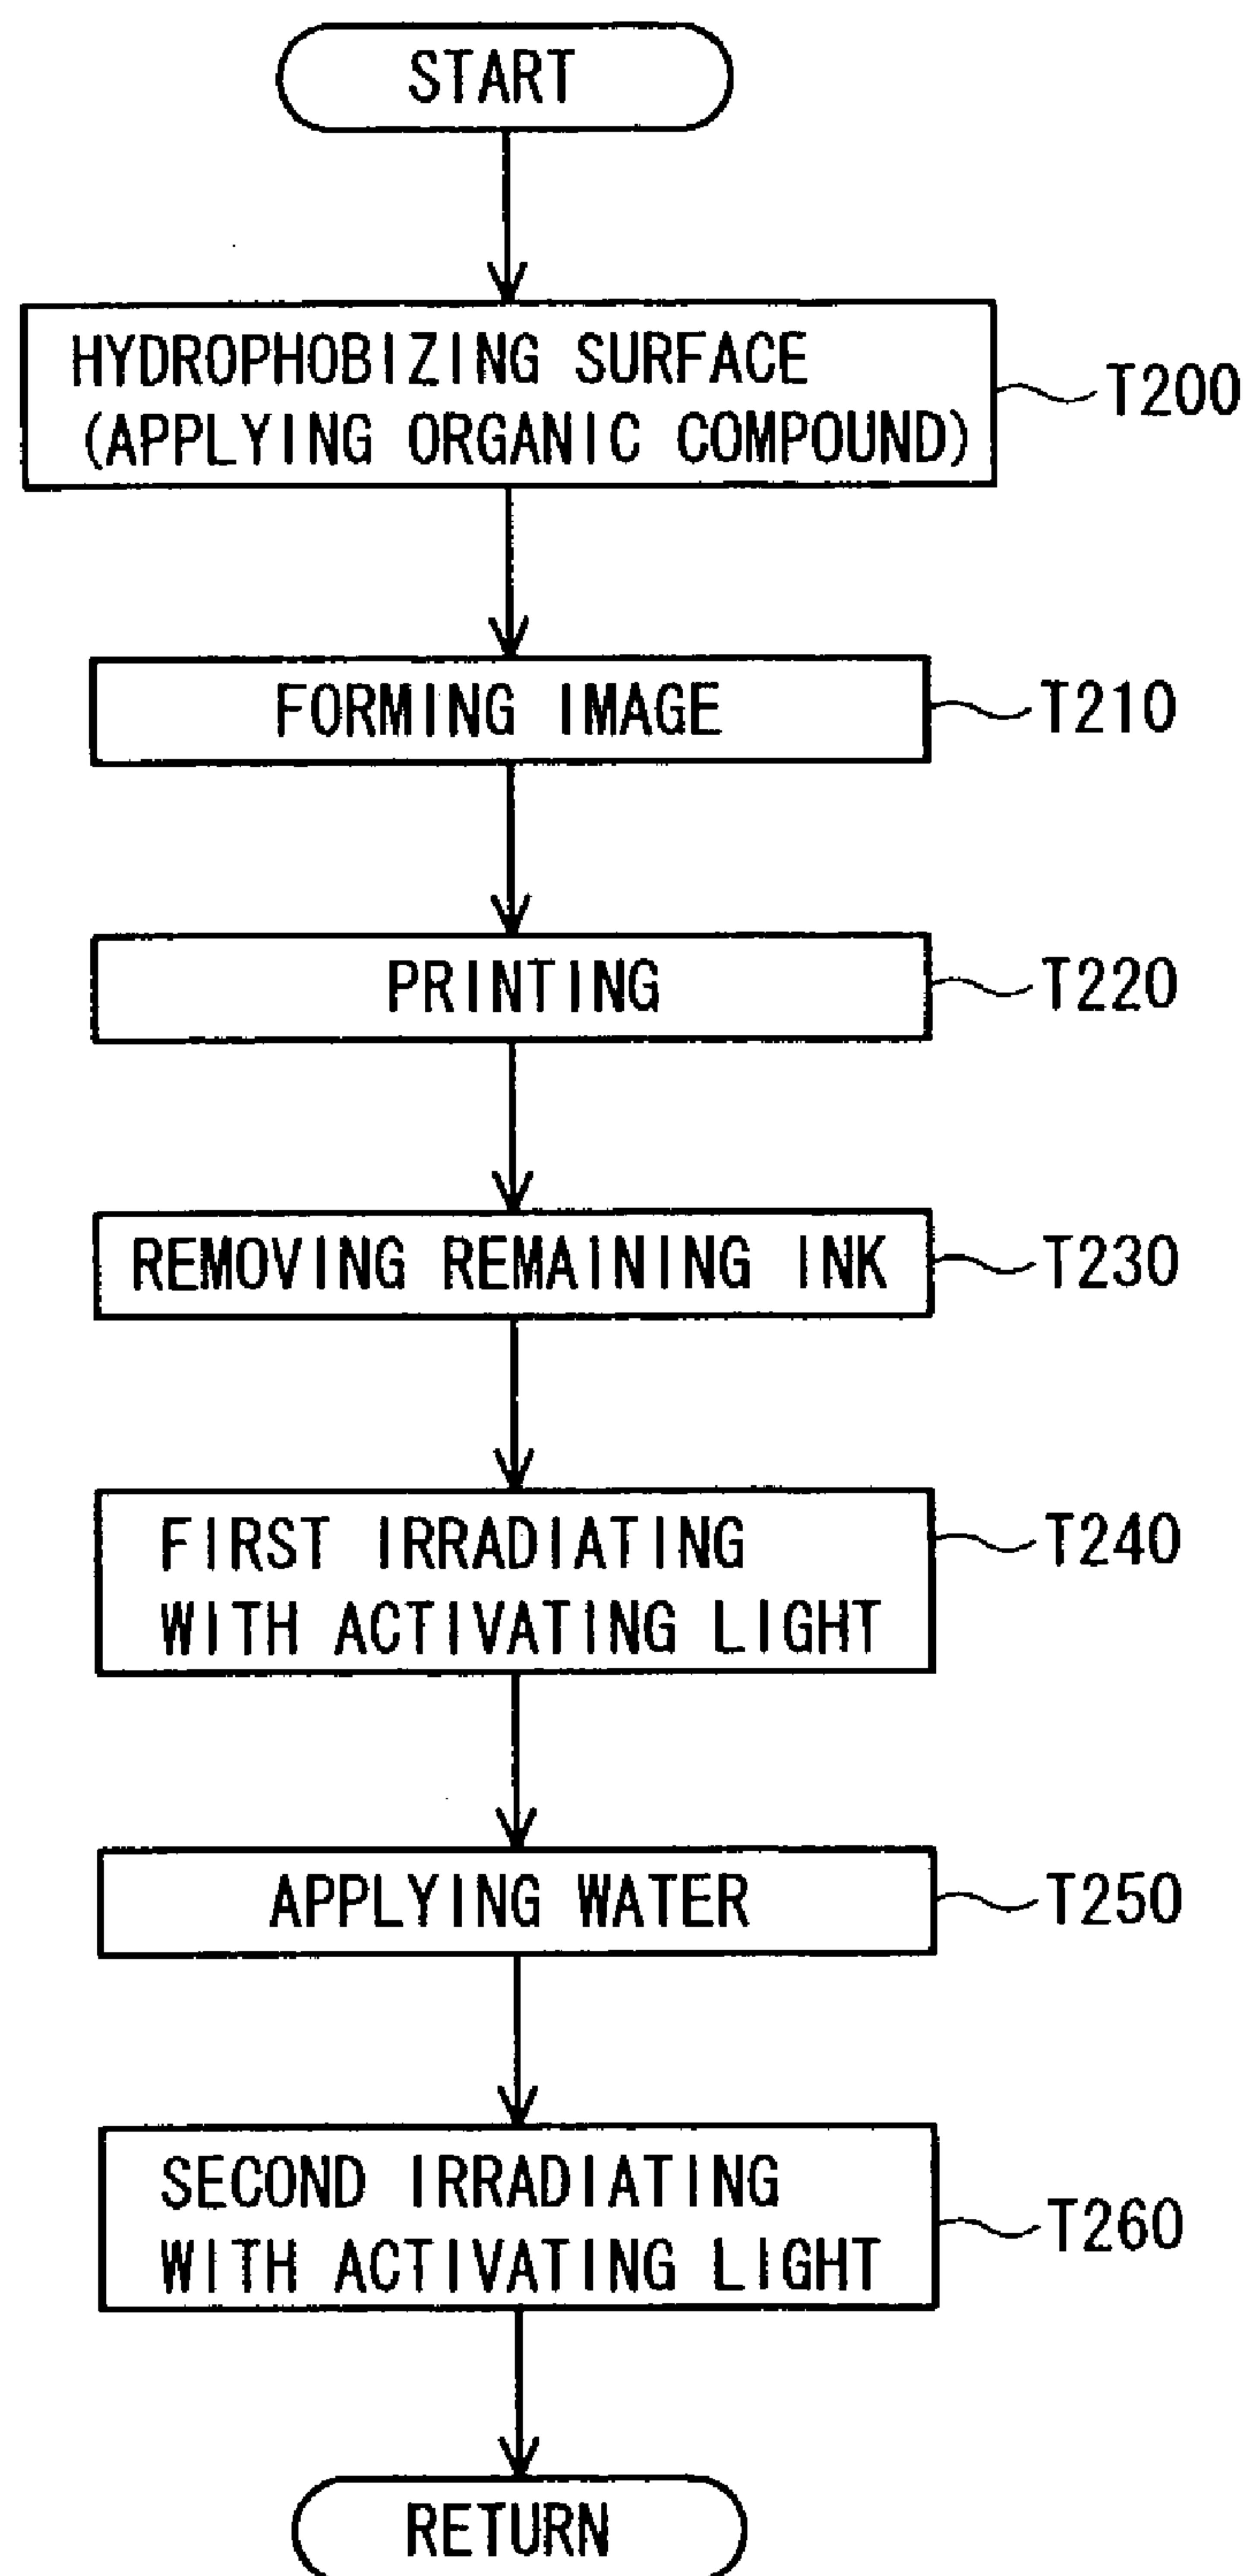 START
HYDROPHOBIZING SURFACE
(APPLYING ORGANIC COMPOUND)
T200
FORMING IMAGE
T210
PRINTING
T220
REMOVING REMAINING INK
T230
FIRST IRRADIATING
WITH ACTIVATING LIGHT
T240
APPLYING WATER
T250
SECOND IRRADIATING
WITH ACTIVATING LIGHT
T260
RETURN